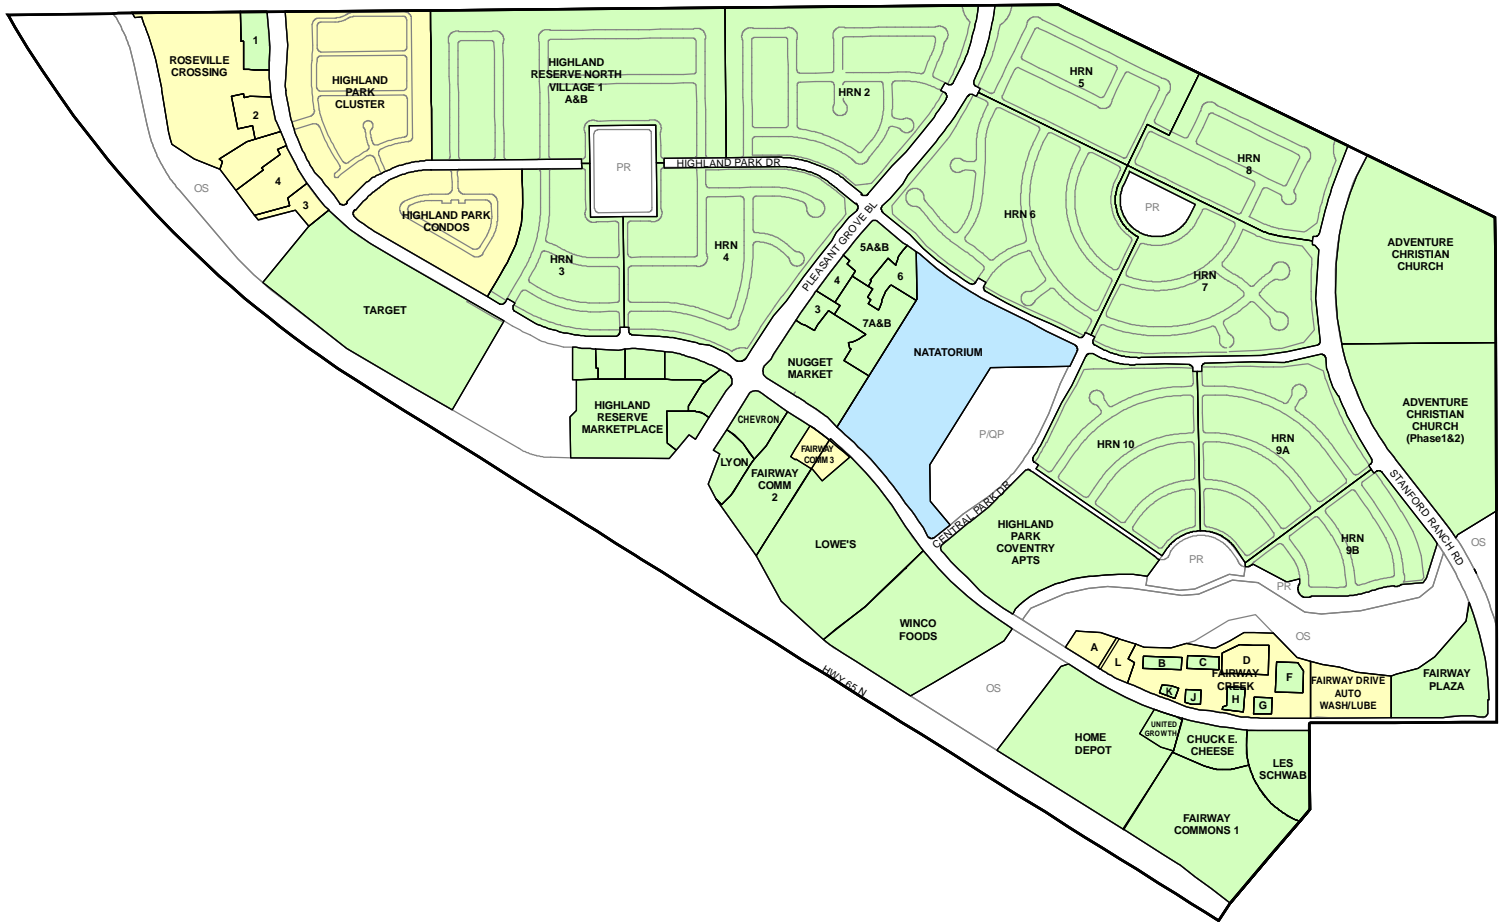 1
ROSEVILLE
CROSSING
2
4
3
OS
HIGHLAND
PARK
CLUSTER
HIGHLAND PARK
CONDOS
HIGHLAND
RESERVE NORTH
VILLAGE 1
A&B
PR
HIGHLAND PARK DR
HRN 2
HRN
3
HRN
4
TARGET
HIGHLAND
RESERVE
MARKETPLACE
PLEASANT GROVE BL
5A&B
6
4
3
7A&B
NUGGET
MARKET
NATATORIUM
P/QP
HRN
5
HRN
8
HRN 6
PR
HRN
7
ADVENTURE
CHRISTIAN
CHURCH
ADVENTURE
CHRISTIAN
CHURCH
(Phase1&2)
HRN 10
HRN
9A
HRN
9B
STANFORD RANCH RD
OS
PR
PR
OS
CHEVRON
LYON
FAIRWAY
COMM
2
FAIRWAY
COMM 3
LOWE'S
CENTRAL PARK DR
HIGHLAND
PARK
COVENTRY
APTS
WINCO
FOODS
HWY 65 N
OS
A
L
B
C
D
FAIRWAY
CREEK
F
K
J
H
G
FAIRWAY DRIVE
AUTO
WASH/LUBE
FAIRWAY
PLAZA
HOME
DEPOT
UNITED
GROWTH
CHUCK E.
CHEESE
LES
SCHWAB
FAIRWAY
COMMONS 1